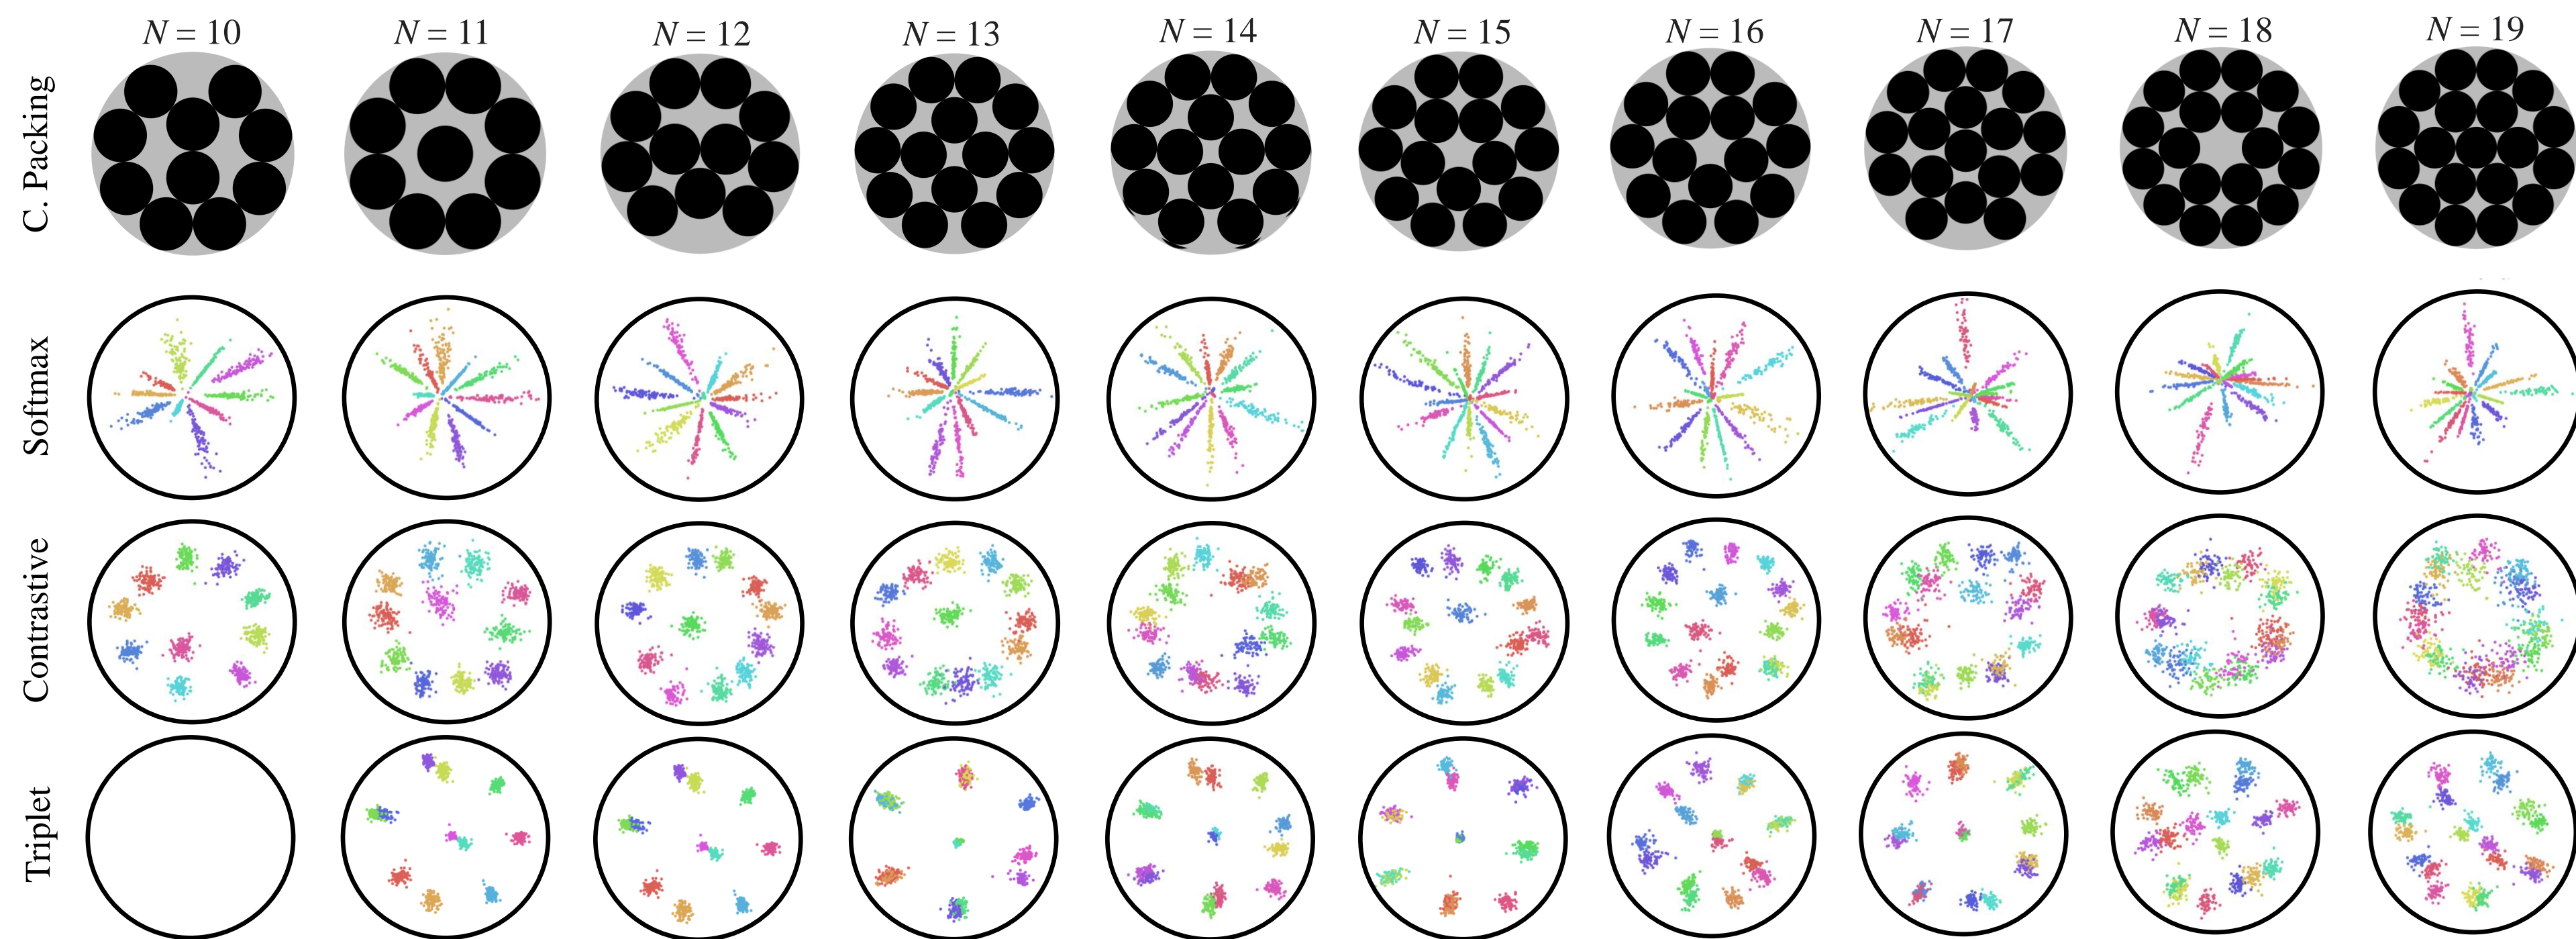 N = 10 N = 11 N = 12 N = 13 N = 14 N = 15 N = 16 N = 17 N = 18 N = 19
C. Packing
Softmax
Contrastive
Triplet